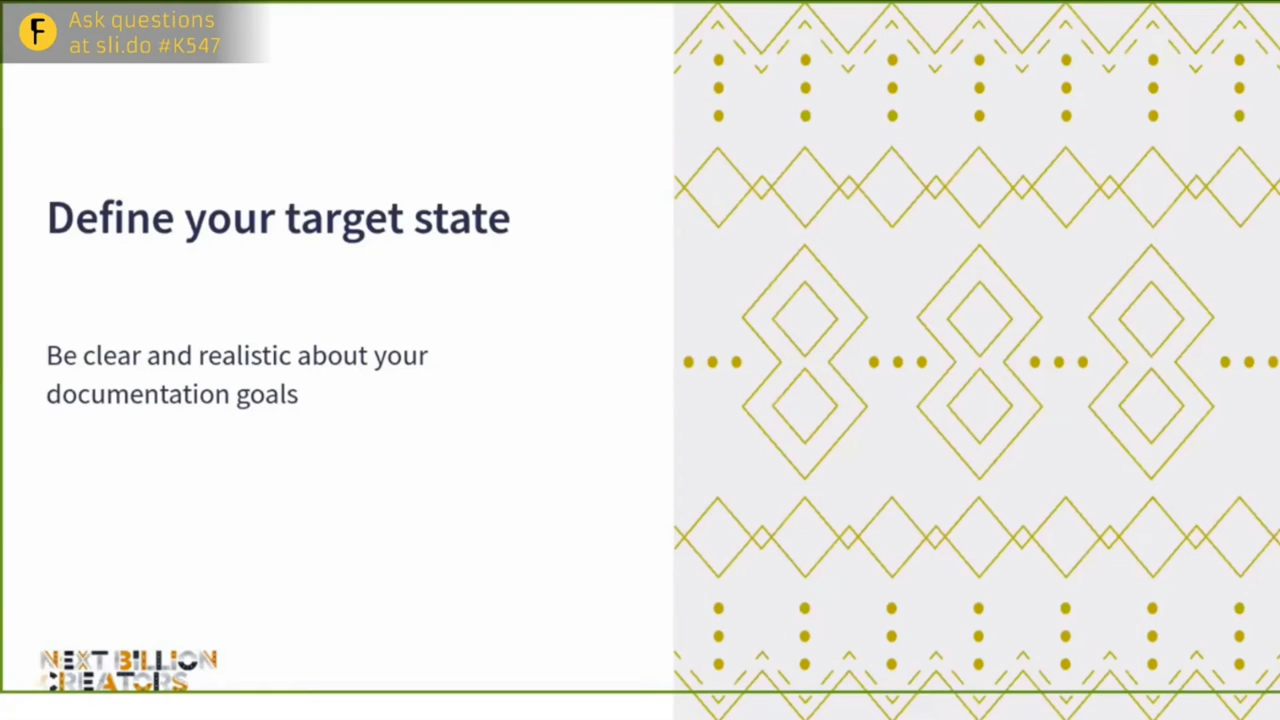 F Ask questions
at sli.do #K547
Define your target state
Be clear and realistic about your
documentation goals
NEXT BILLION
CREATORS